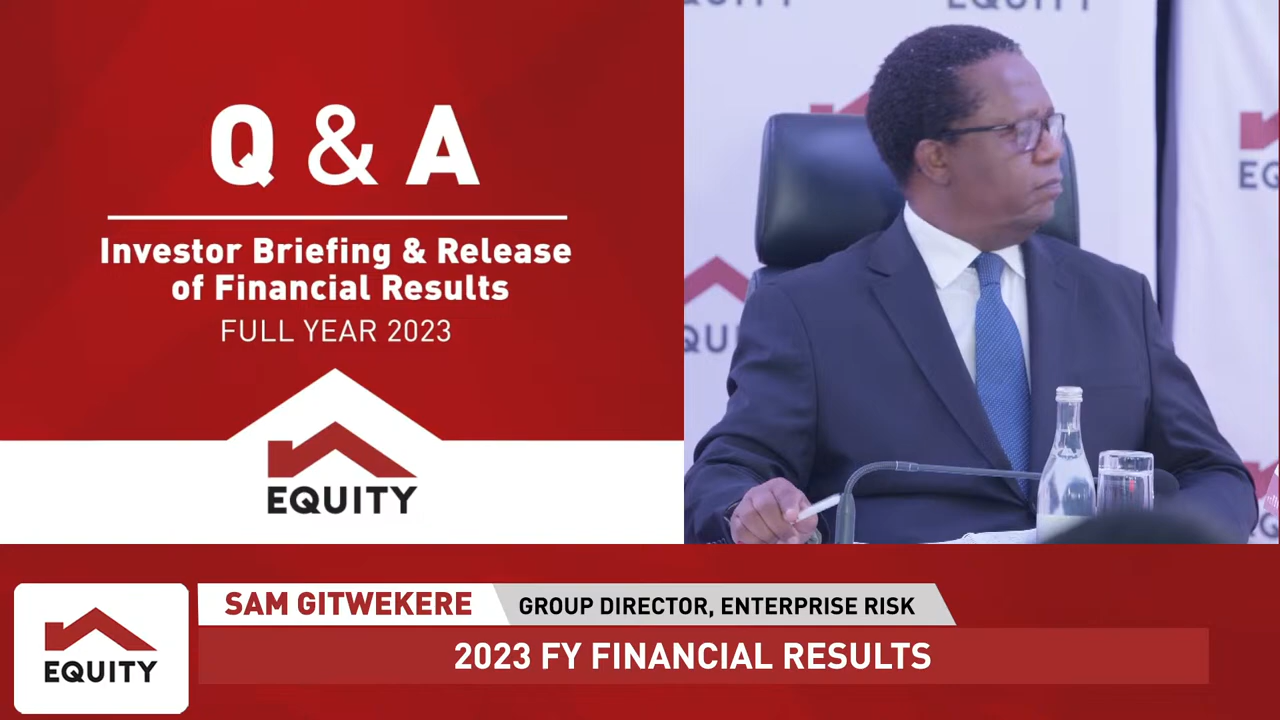 Q & A
Investor Briefing & Release
of Financial Results
FULL YEAR 2023
EQUITY
EQUITY
SAM GITWEKERE
GROUP DIRECTOR, ENTERPRISE RISK
2023 FY FINANCIAL RESULTS